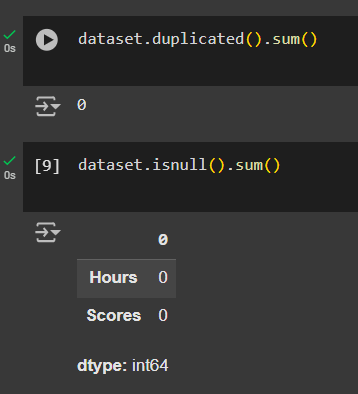 0s
dataset.duplicated().sum()
0
0s
[9]
dataset.isnull().sum()
0
Hours 0
Scores 0
dtype: int64